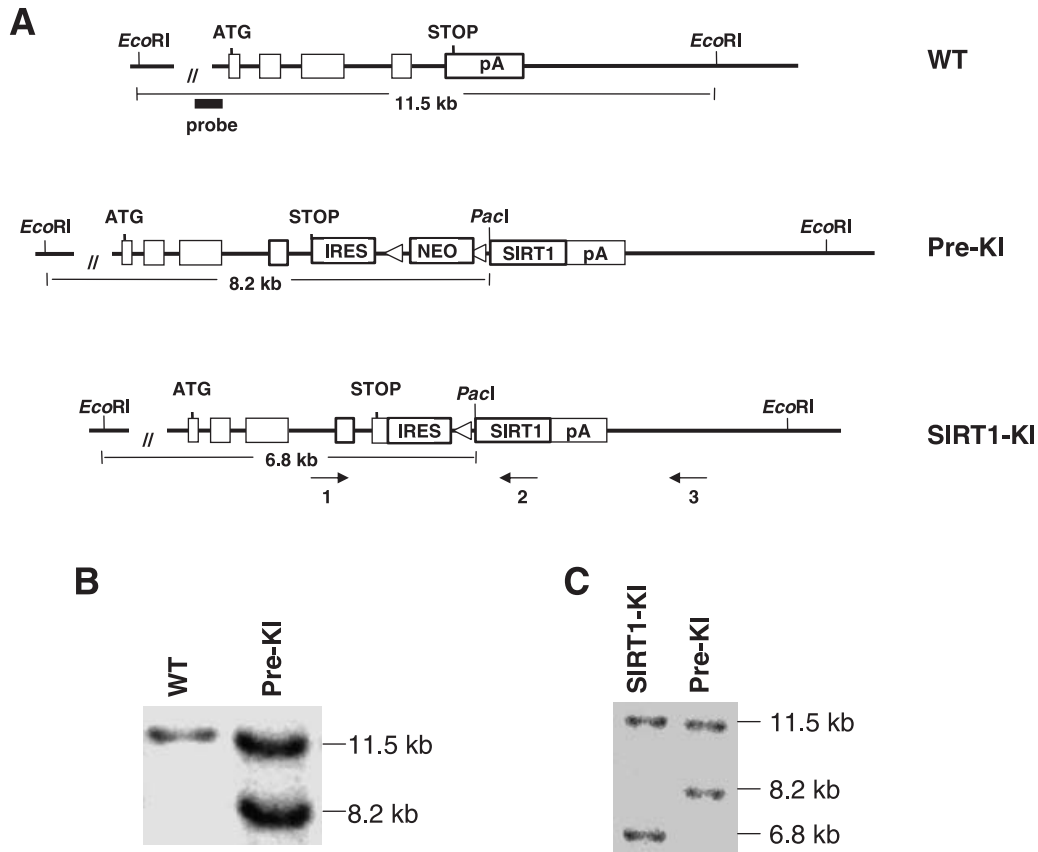 A
EcoRI ATG STOP EcoRI
// pA WT
11.5 kb
probe
EcoRI ATG STOP PacI EcoRI
// IRES NEO SIRT1 pA Pre-KI
8.2 kb
EcoRI ATG STOP PacI EcoRI
// IRES SIRT1 pA SIRT1-KI
6.8 kb
1 2 3
B
WT Pre-KI
11.5 kb
8.2 kb
C
SIRT1-KI Pre-KI
11.5 kb
8.2 kb
6.8 kb